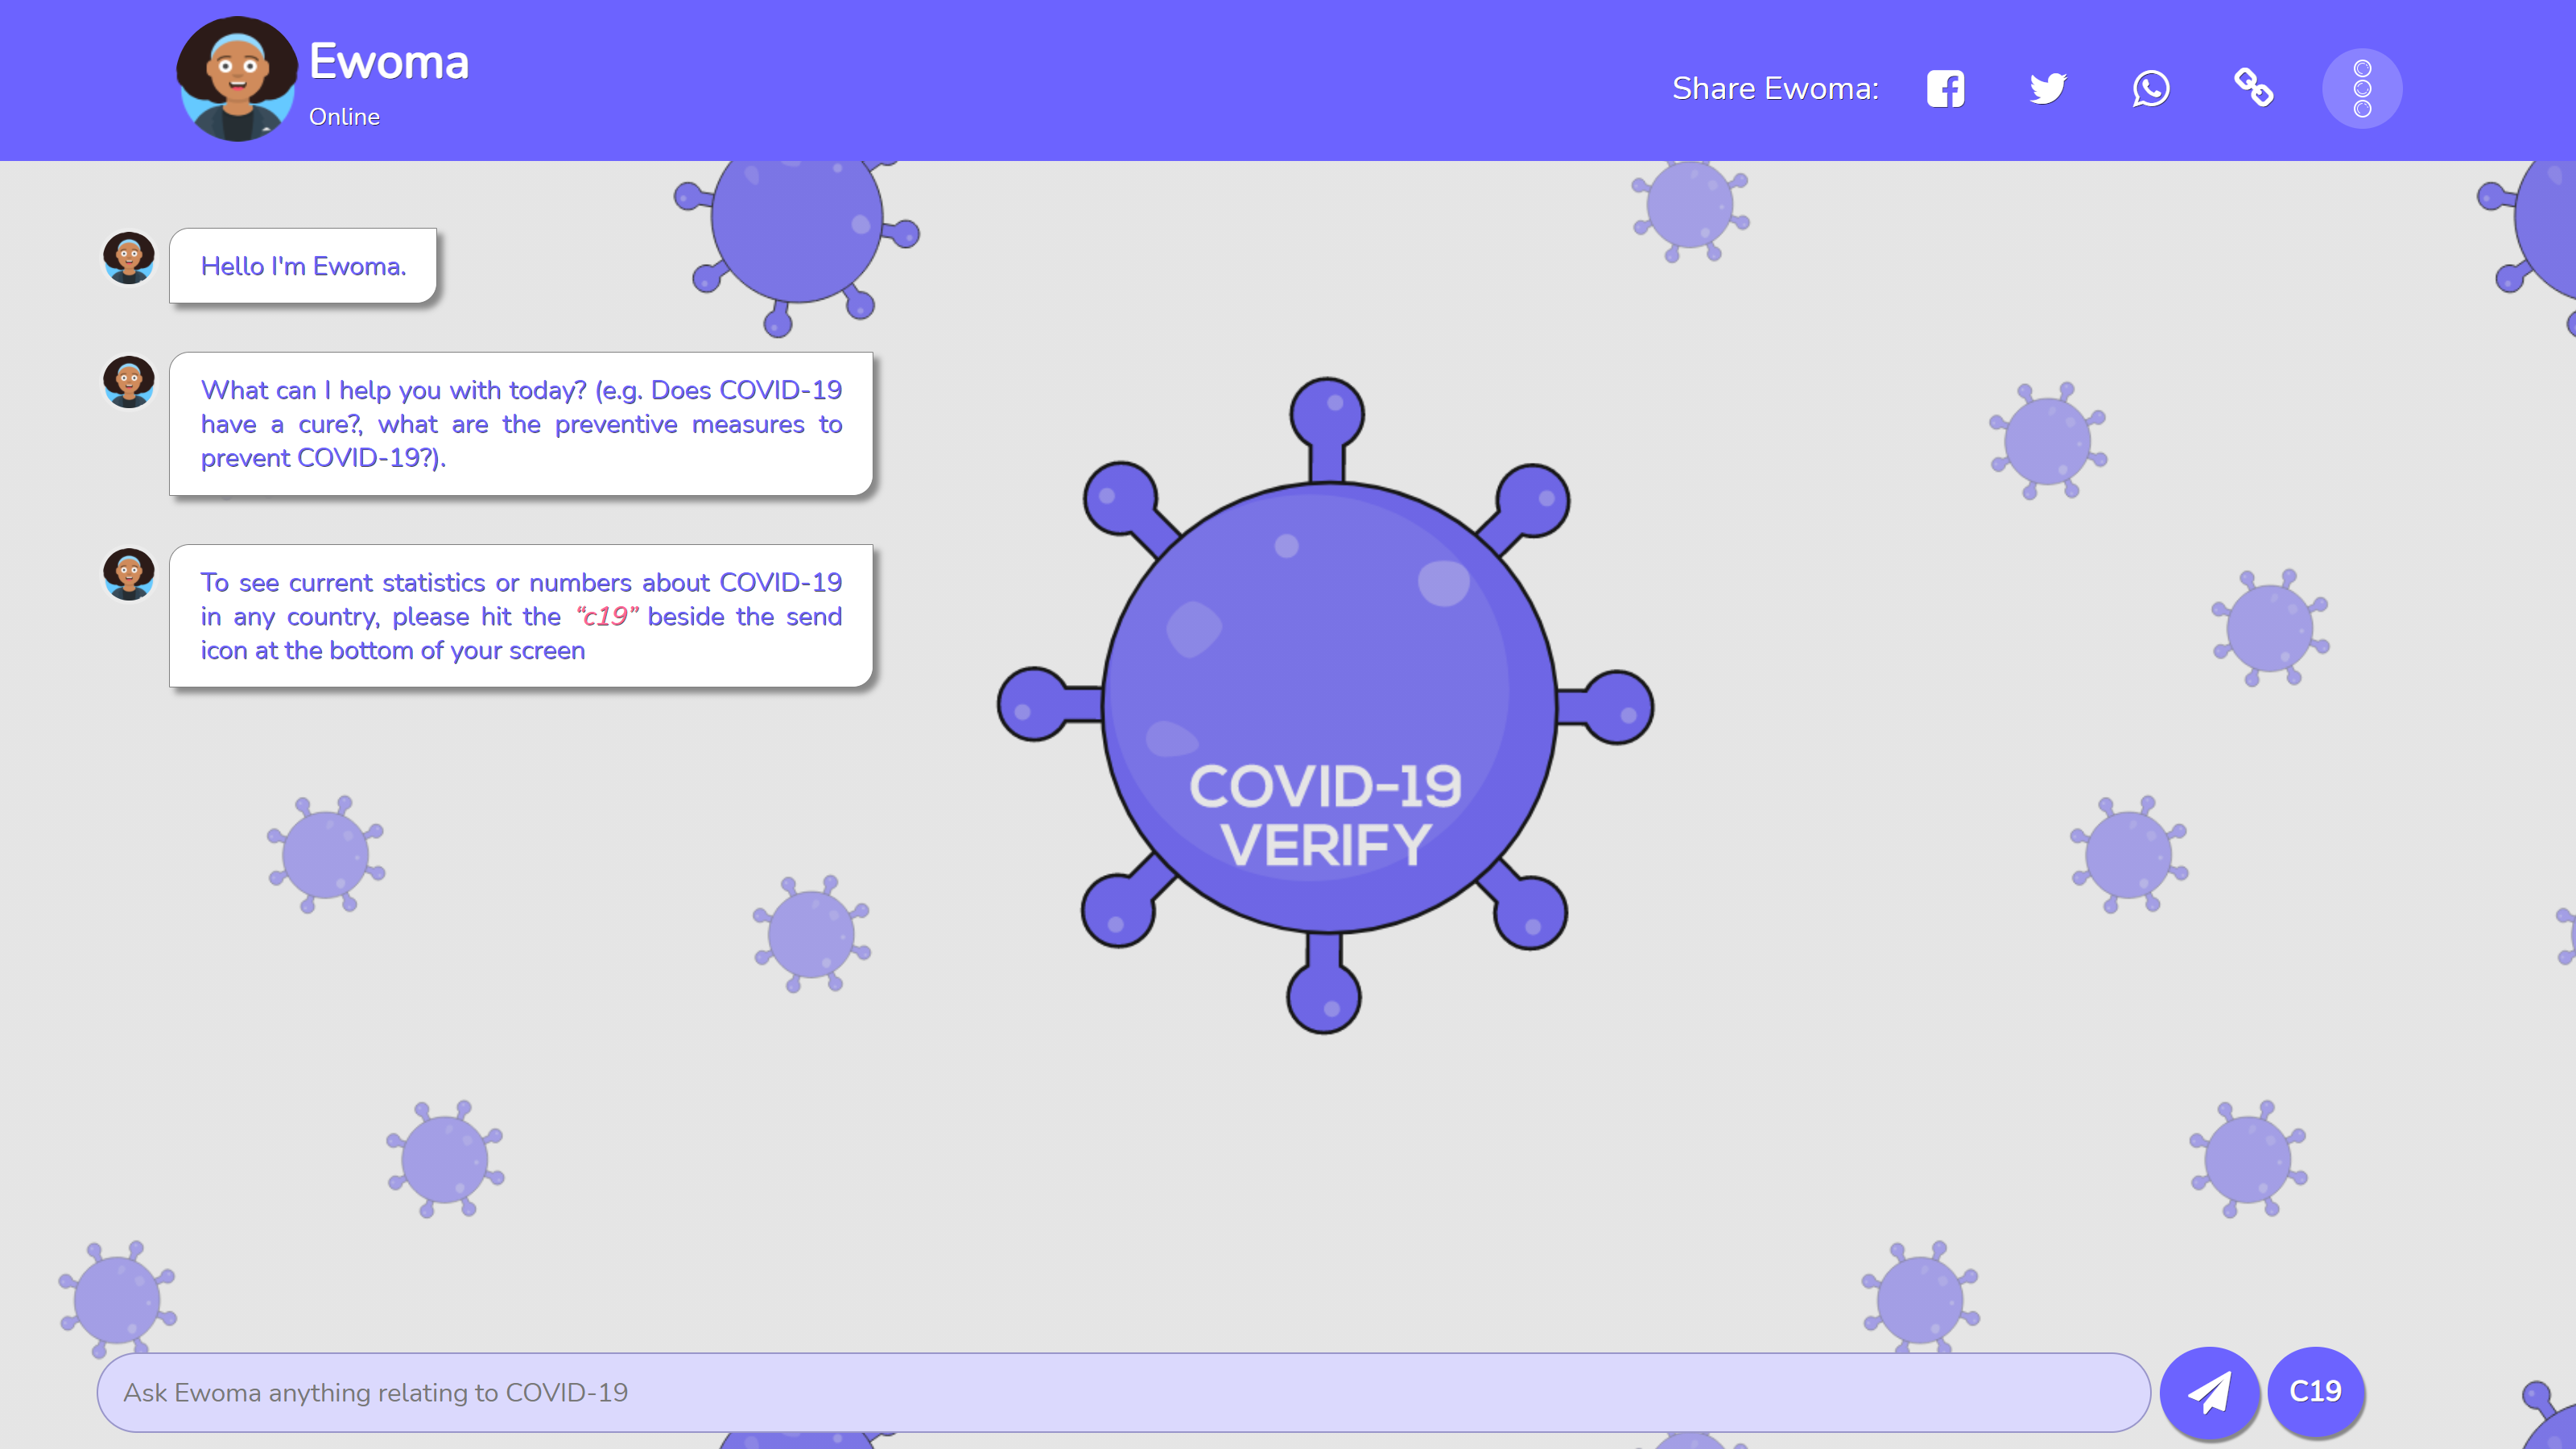 Ewoma
Online
Share Ewoma:
Hello I'm Ewoma.
What can I help you with today? (e.g. Does COVID-19
have a cure?, what are the preventive measures to
prevent COVID-19?).
To see current statistics or numbers about COVID-19
in any country, please hit the “c19” beside the send
icon at the bottom of your screen
COVID-19
VERIFY
Ask Ewoma anything relating to COVID-19
C19